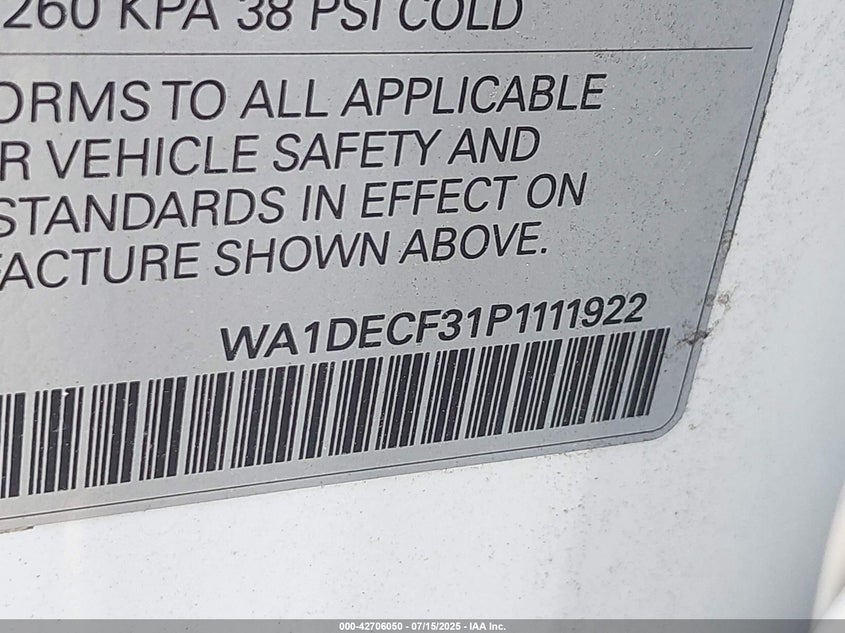 260 KPA 38 PSI COLD
ORMS TO ALL APPLICABLE
R VEHICLE SAFETY AND
STANDARDS IN EFFECT ON
FACTURE SHOWN ABOVE.
WA1DECF31P1111922
000-42706050 - 07/15/2025 - IAA Inc.